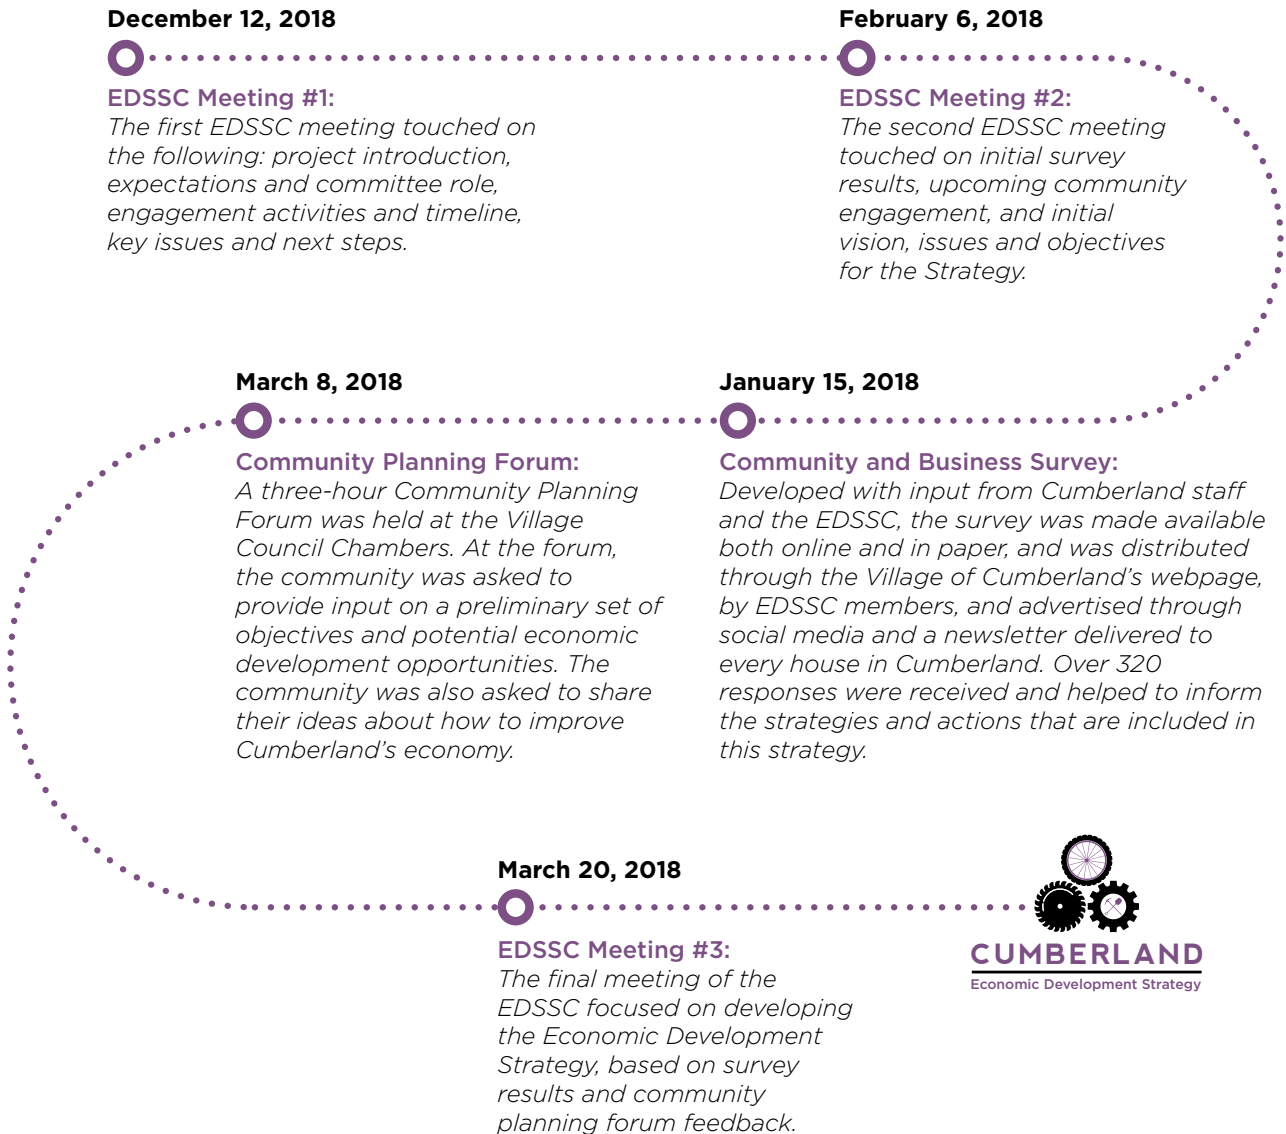 December 12, 2018
EDSSC Meeting #1:
The first EDSSC meeting touched on
the following: project introduction,
expectations and committee role,
engagement activities and timeline,
key issues and next steps.
February 6, 2018
EDSSC Meeting #2:
The second EDSSC meeting
touched on initial survey
results, upcoming community
engagement, and initial
vision, issues and objectives
for the Strategy.
January 15, 2018
Community and Business Survey:
Developed with input from Cumberland staff
and the EDSSC, the survey was made available
both online and in paper, and was distributed
through the Village of Cumberland’s webpage,
by EDSSC members, and advertised through
social media and a newsletter delivered to
every house in Cumberland. Over 320
responses were received and helped to inform
the strategies and actions that are included in
this strategy.
March 8, 2018
Community Planning Forum:
A three-hour Community Planning
Forum was held at the Village
Council Chambers. At the forum,
the community was asked to
provide input on a preliminary set of
objectives and potential economic
development opportunities. The
community was also asked to share
their ideas about how to improve
Cumberland’s economy.
March 20, 2018
EDSSC Meeting #3:
The final meeting of the
EDSSC focused on developing
the Economic Development
Strategy, based on survey
results and community
planning forum feedback.
CUMBERLAND
Economic Development Strategy